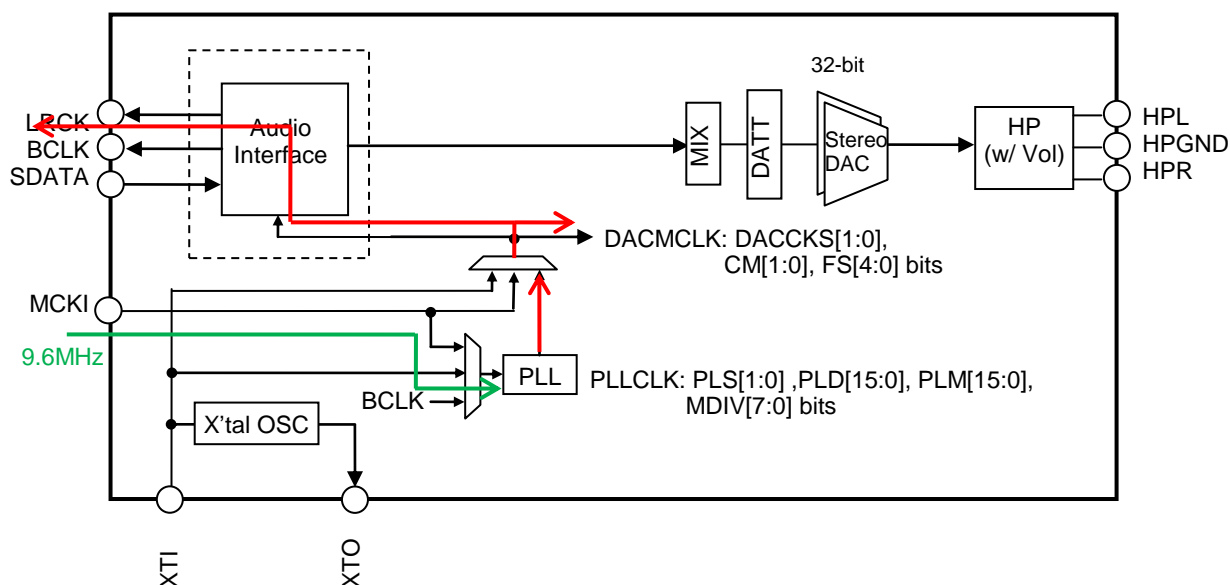 32-bit
LRCK
BCLK
SDATA
Audio
Interface
MIX
DATT
Stereo
DAC
HP
(w/ Vol)
HPL
HPGND
HPR
DACMCLK: DACCKS[1:0],
CM[1:0], FS[4:0] bits
MCKI
9.6MHz
PLL
PLLCLK: PLS[1:0] ,PLD[15:0], PLM[15:0],
MDIV[7:0] bits
BCLK
X'tal OSC
XTI
XTO